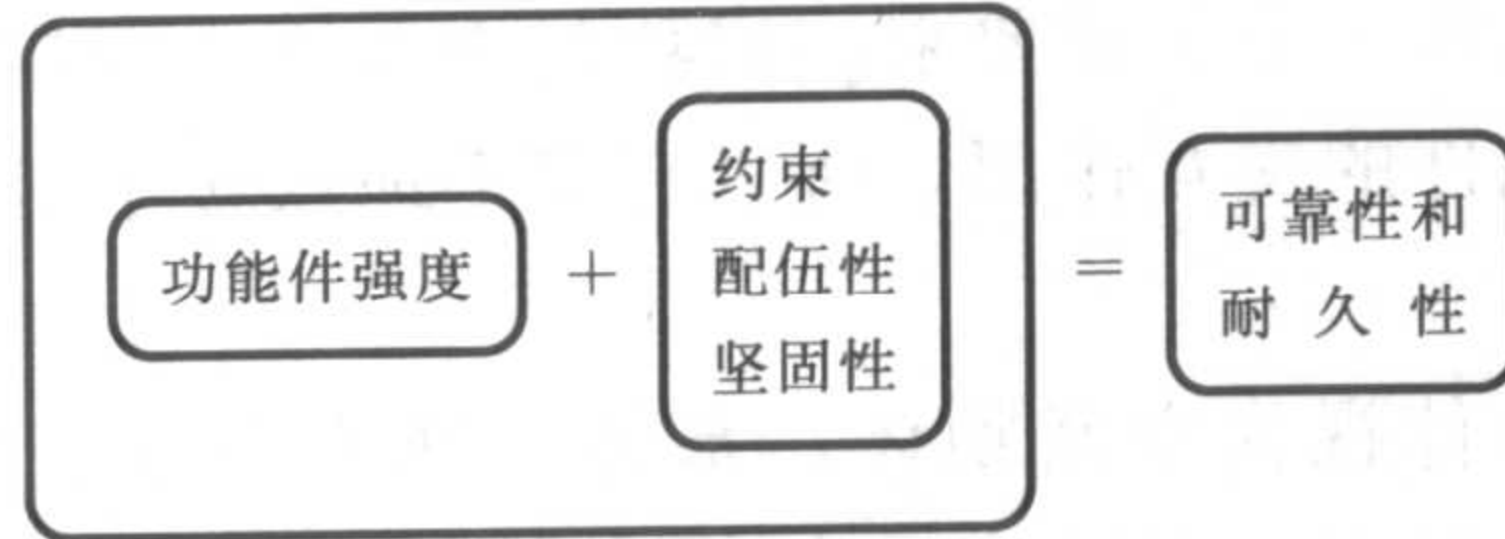 功能件强度
+
约束
配伍性
坚固性
=
可靠性和
耐久性